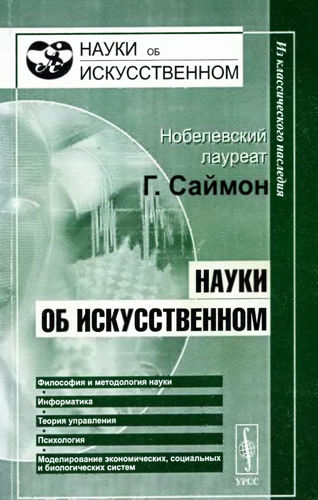 НАУКИ ОБ
ИСКУССТВЕННОМ
Из классического наследия
Нобелевский
лауреат
Г. Саймон
НАУКИ
ОБ ИСКУССТВЕННОМ
Философия и методология науки
Информатика
Теория управления
Психология
Моделирование экономических, социальных
и биологических систем
УРСС